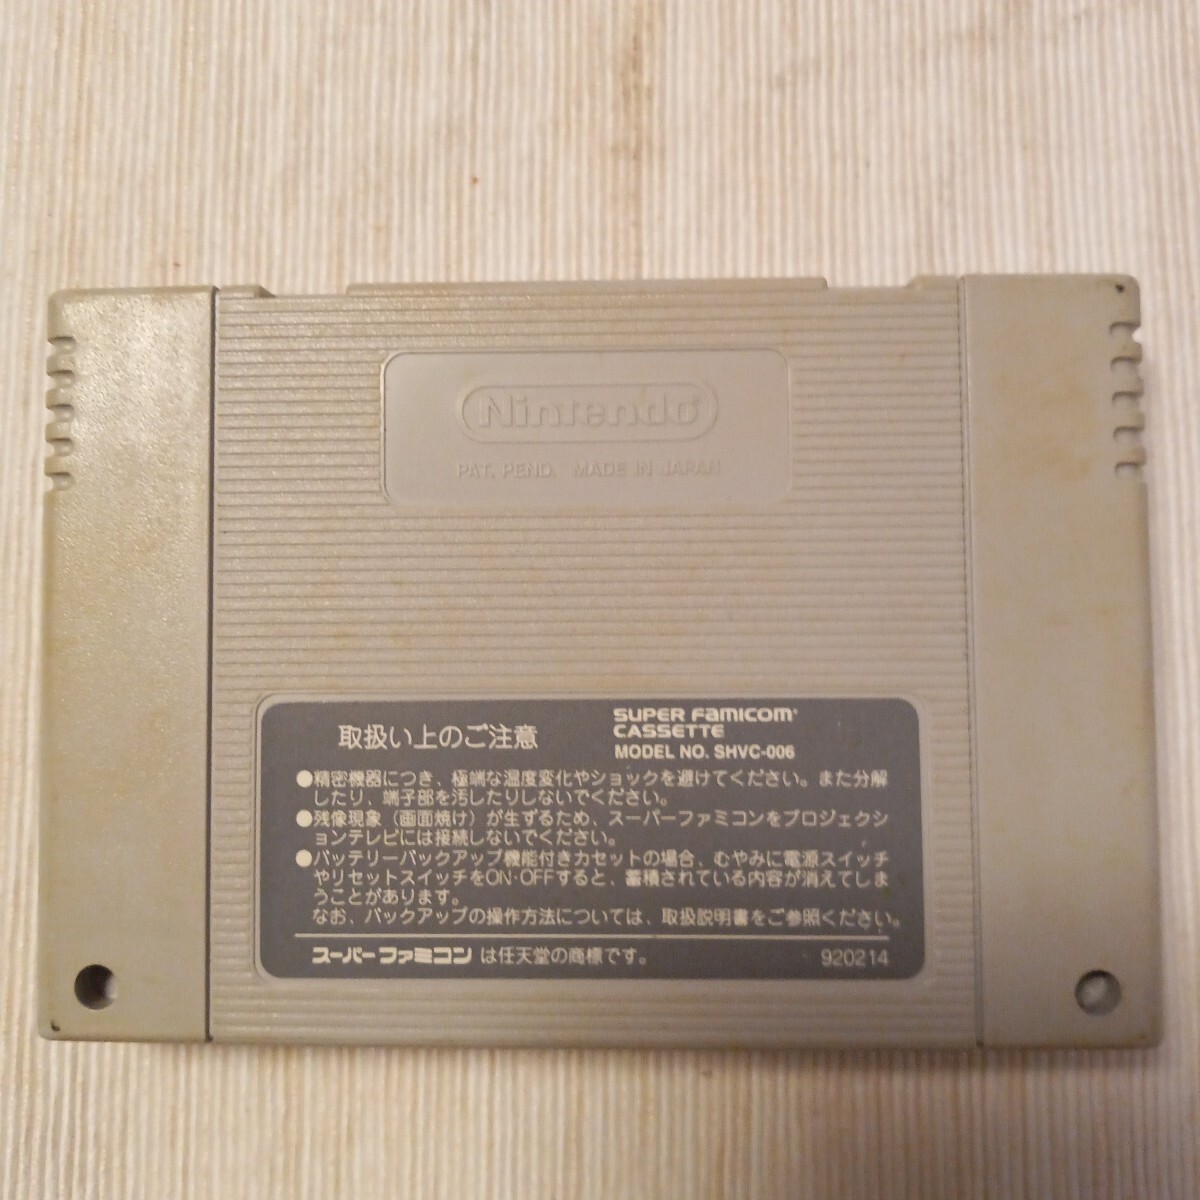 Nintendo
PAT. PEND. MADE IN JAPAN
取扱い上のご注意
SUPER FAMICOM
CASSETTE
MODEL NO. SHVC-006
●精密機器につき、極端な温度変化やショックを避けてください。また分解
したり、端子部を汚したりしないでください。
●残像現象（画面焼け）が生ずるため、スーパーファミコンをプロジェクシ
ョンテレビには接続しないでください。
●バッテリーバックアップ機能付きカセットの場合、むやみに電源スイッチ
やリセットスイッチをON·OFFすると、蓄積されている内容が消えてしま
うことがあります。
なお、バックアップの操作方法については、取扱説明書をご参照ください。
スーパーファミコン は任天堂の商標です。
920214